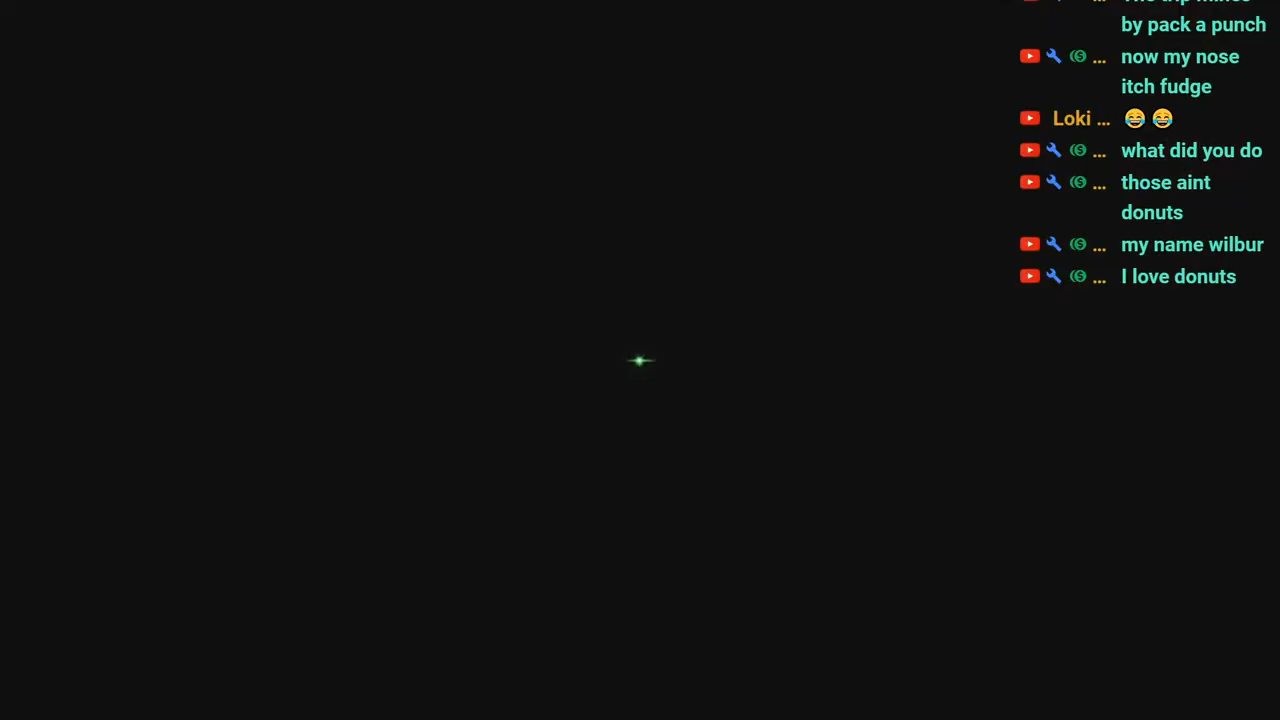 by pack a punch
... now my nose
itch fudge
Loki ... 😂 😂
... what did you do
... those aint
donuts
... my name wilbur
... I love donuts